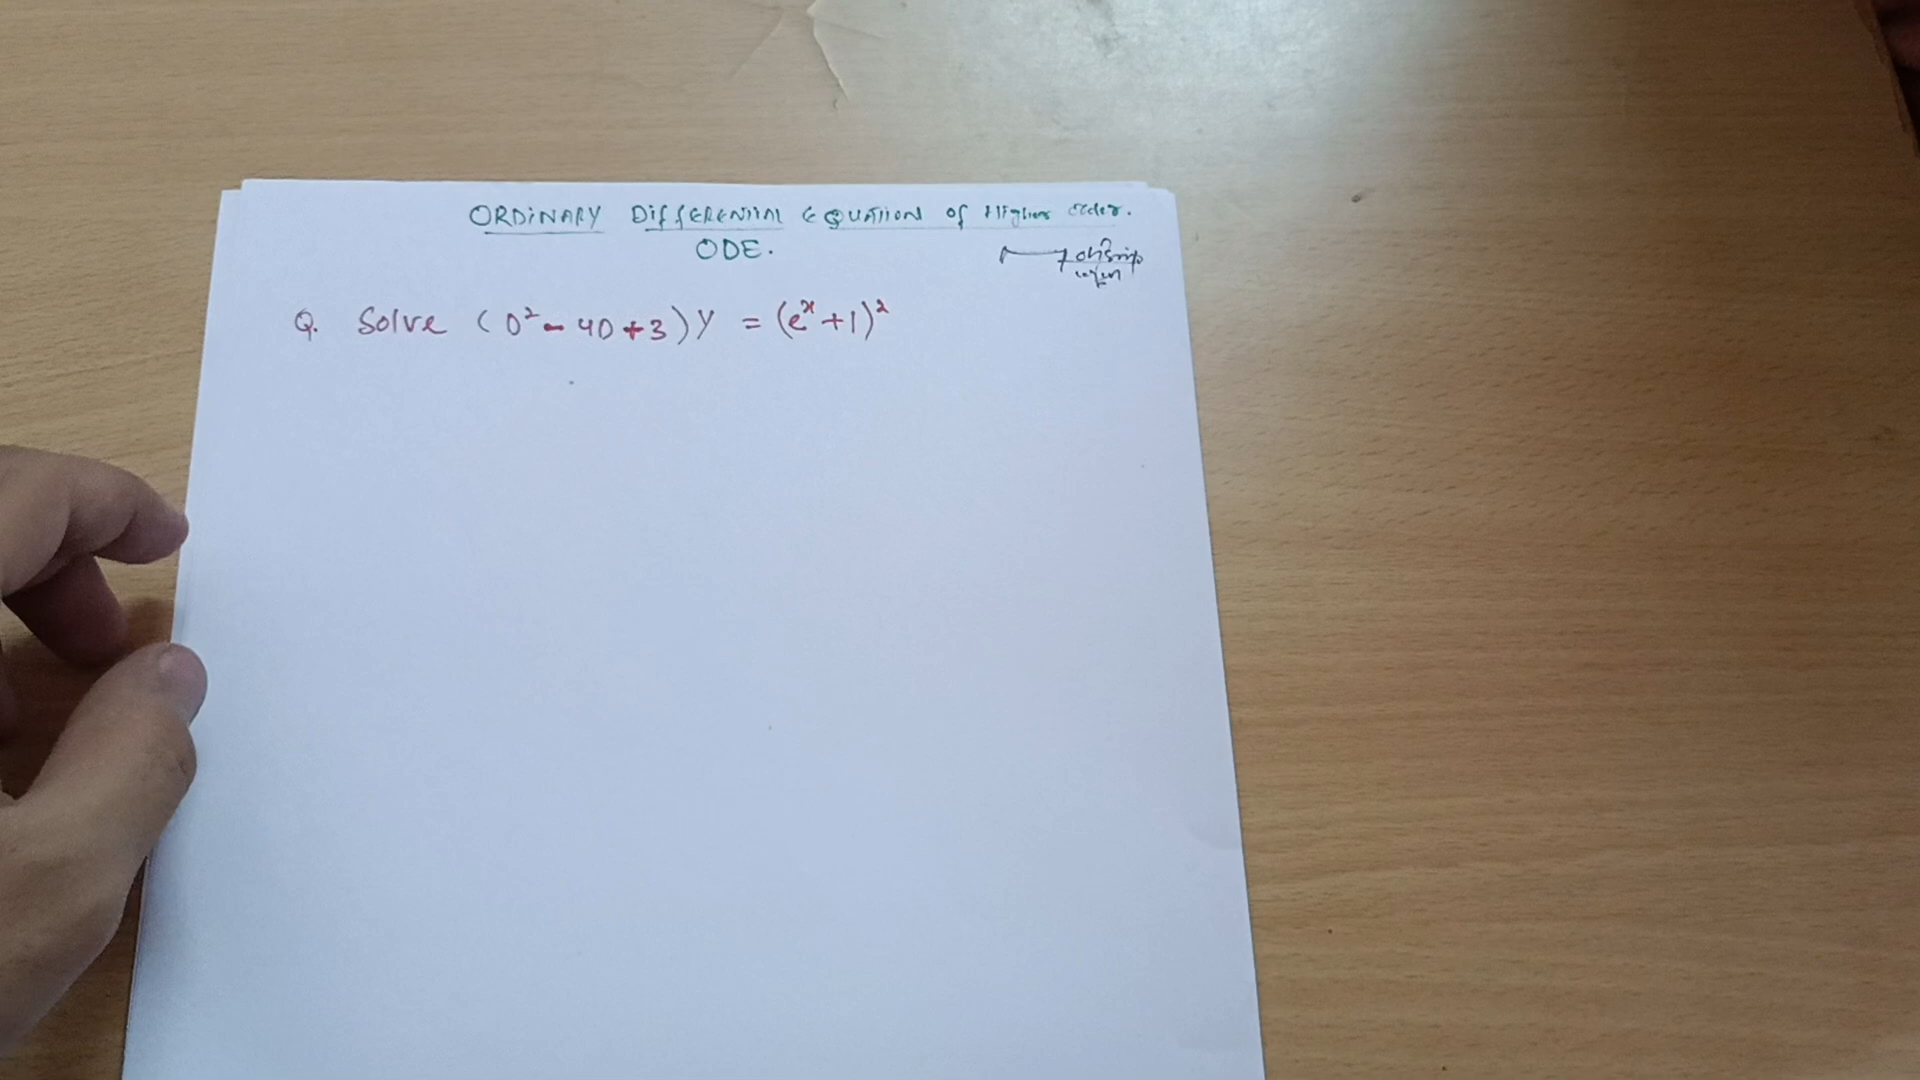 ORDINARY DIFFERENTIAL EQUATION OF Higher order.
ODE.
Q. Solve (D² - 4D + 3)y = (eˣ + 1)²